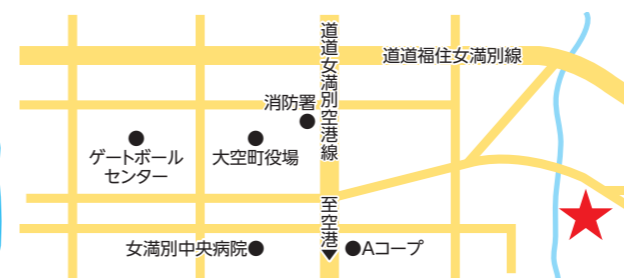 道道女満別空港線
道道福住女満別線
消防署
ゲートボール
センター
大空町役場
至空港
女満別中央病院
Aコープ